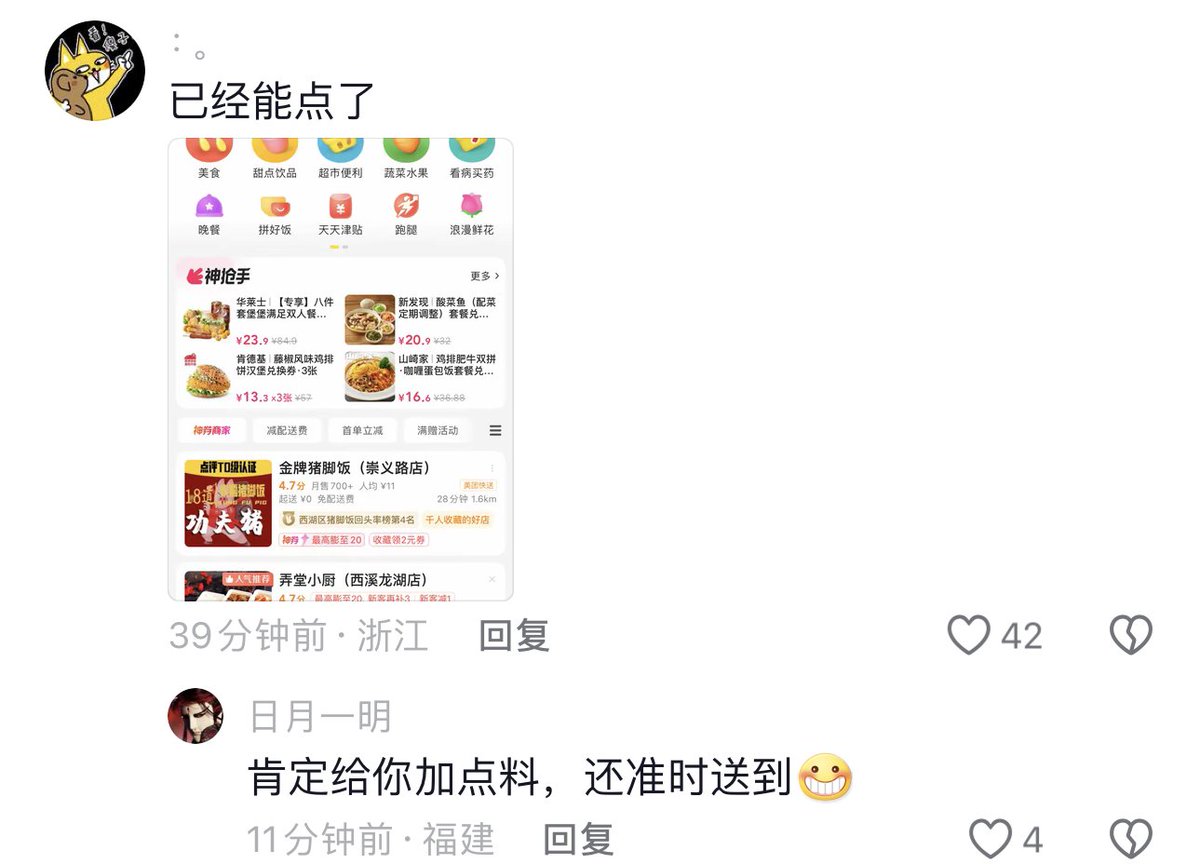 看!
傻子
: 。
已经能点了
美食 甜点饮品 超市便利 蔬菜水果 看病买药
晚餐 拼好饭 天天津贴 跑腿 浪漫鲜花
神抢手 更多 >
华莱士 | 【专享】八件
套堡堡满足双人餐...
¥23.9 ¥84.9
新发现 | 酸菜鱼（配菜
定期调整）套餐兑...
¥20.9 ¥32
肯德基 | 藤椒风味鸡排
饼汉堡兑换券·3张
¥13.3 ×3张 ¥57
山崎家 | 鸡排肥牛双拼
·咖喱蛋包饭套餐兑...
¥16.6 ¥36.88
神券商家 减配送费 首单立减 满赠活动
点评TO级认证
18道
功夫猪
金牌猪脚饭（崇义路店）
4.7分 月售700+ 人均 ¥11 美团快送
起送 ¥0 免配送费 28分钟 1.6km
西湖区猪脚饭回头率榜第4名 千人收藏的好店
神券 最高膨至20 收藏领2元券
人气推荐
弄堂小厨（西溪龙湖店）
4.7分 最高膨至20 新客再补3 新客减1
39分钟前 · 浙江 回复 42
日月一明
肯定给你加点料，还准时送到😁
11分钟前 · 福建 回复 4